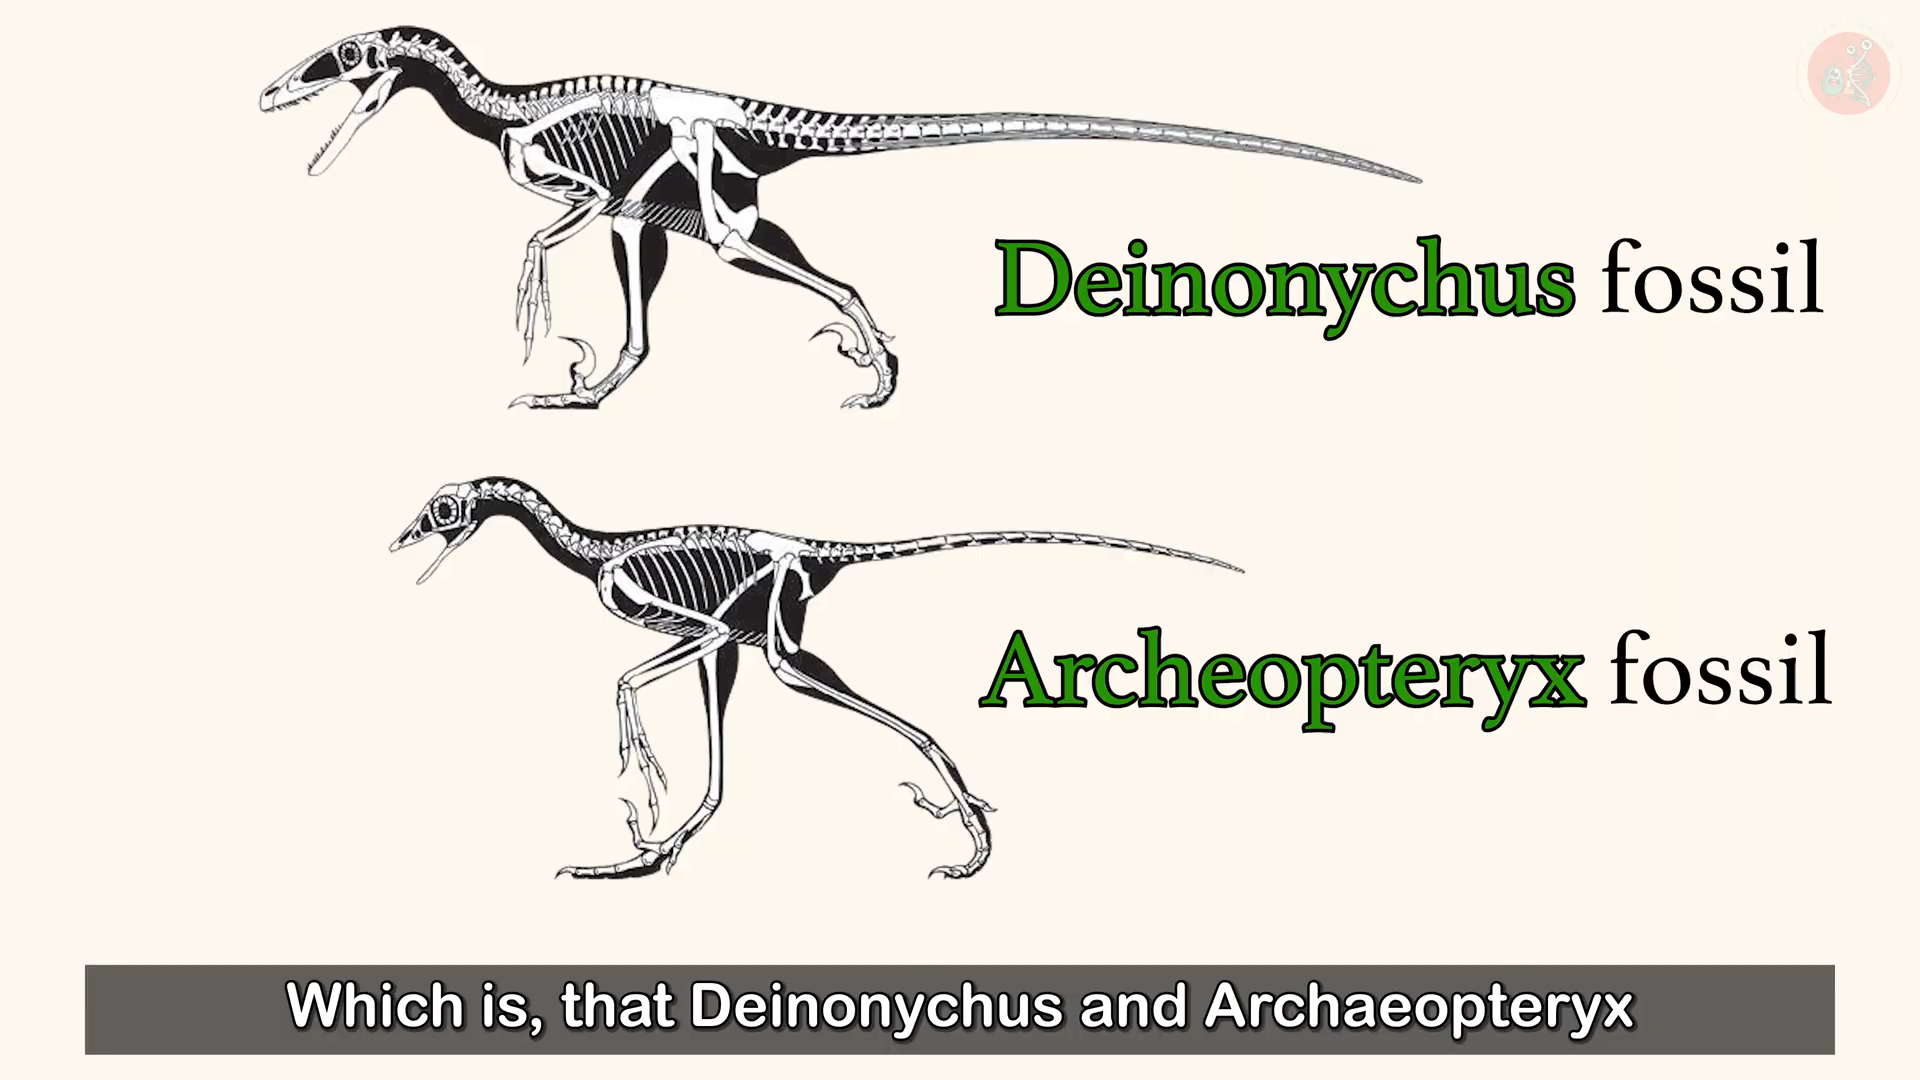 Deinonychus fossil
Archeopteryx fossil
Which is, that Deinonychus and Archaeopteryx